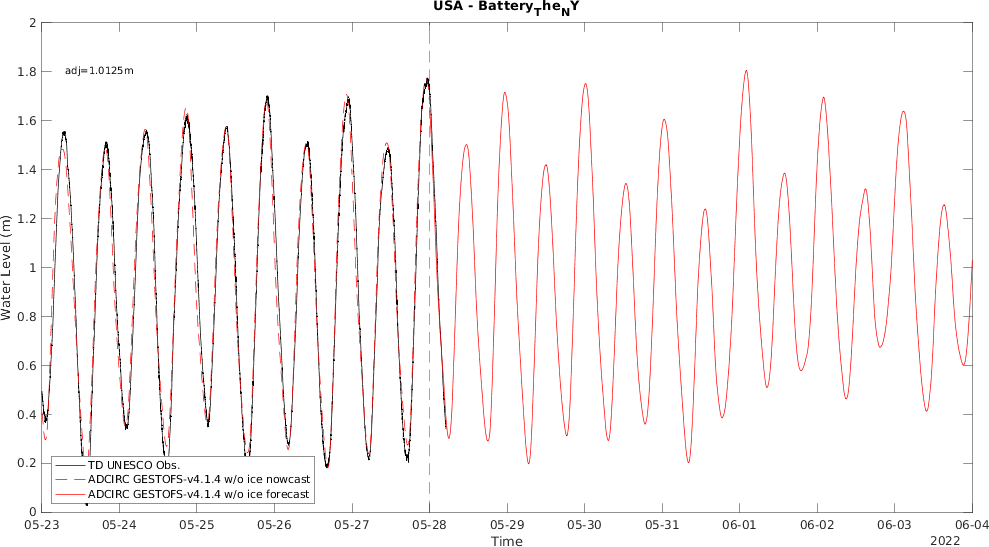 USA - BatteryTheNY
2
1.8
adj=1.0125m
1.6
1.4
1.2
1
0.8
0.6
0.4
0.2
0
Water Level (m)
TD UNESCO Obs.
ADCIRC GESTOFS-v4.1.4 w/o ice nowcast
ADCIRC GESTOFS-v4.1.4 w/o ice forecast
05-23 05-24 05-25 05-26 05-27 05-28 05-29 05-30 05-31 06-01 06-02 06-03 06-04
Time
2022